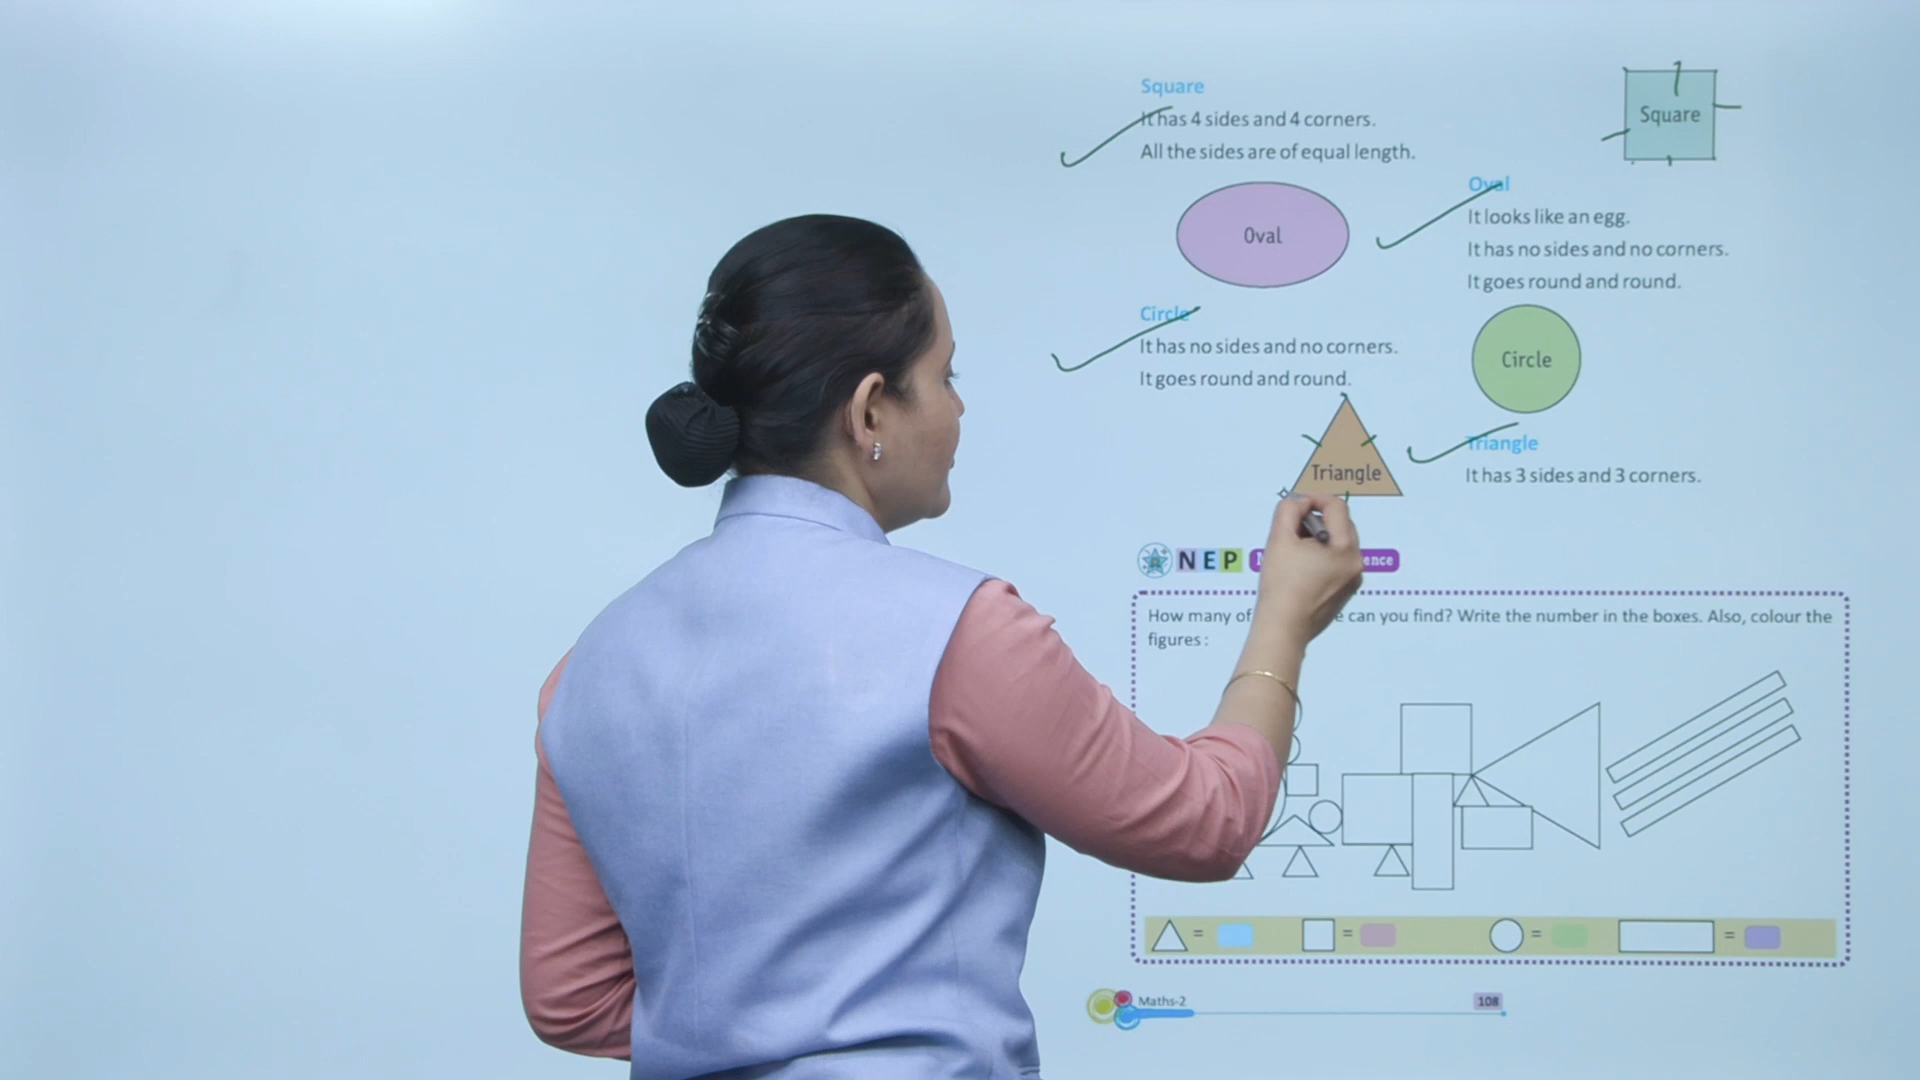 Square
It has 4 sides and 4 corners.
All the sides are of equal length.
Square
Oval
Oval
It looks like an egg.
It has no sides and no corners.
It goes round and round.
Circle
It has no sides and no corners.
It goes round and round.
Circle
Triangle
Triangle
It has 3 sides and 3 corners.
NEP
How many of can you find? Write the number in the boxes. Also, colour the
figures :
=
=
=
=
Maths-2
108